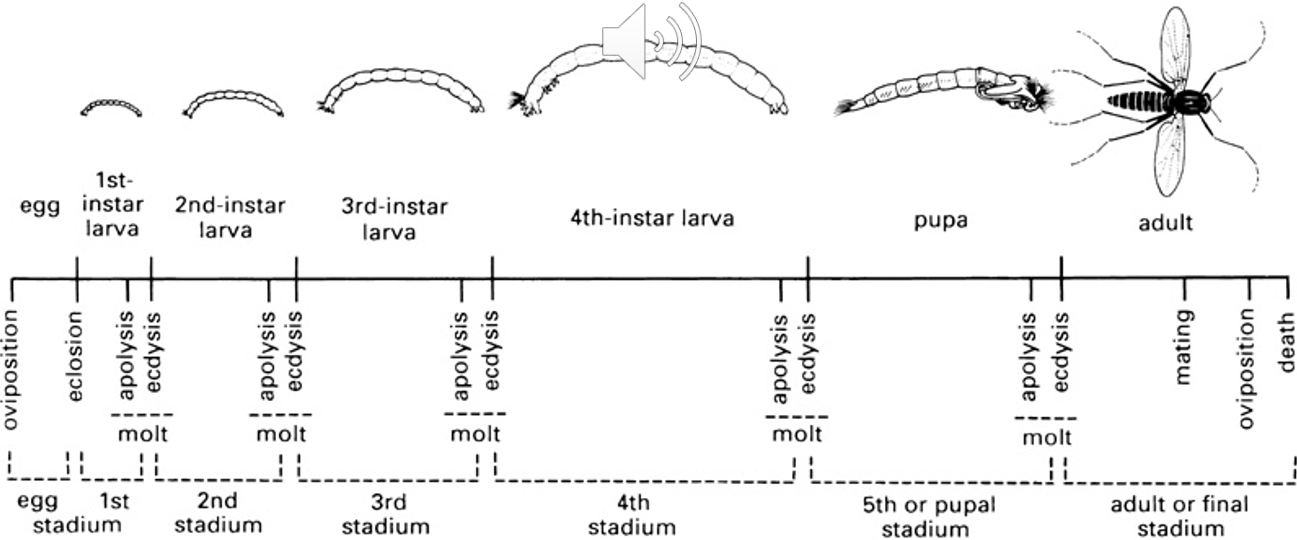 egg
1st-
instar
larva
2nd-instar
larva
3rd-instar
larva
4th-instar larva
pupa
adult
oviposition
eclosion
apolysis
ecdysis
apolysis
ecdysis
apolysis
ecdysis
apolysis
ecdysis
apolysis
ecdysis
mating
oviposition
death
molt
molt
molt
molt
molt
egg
stadium
1st
2nd
stadium
3rd
stadium
4th
stadium
5th or pupal
stadium
adult or final
stadium